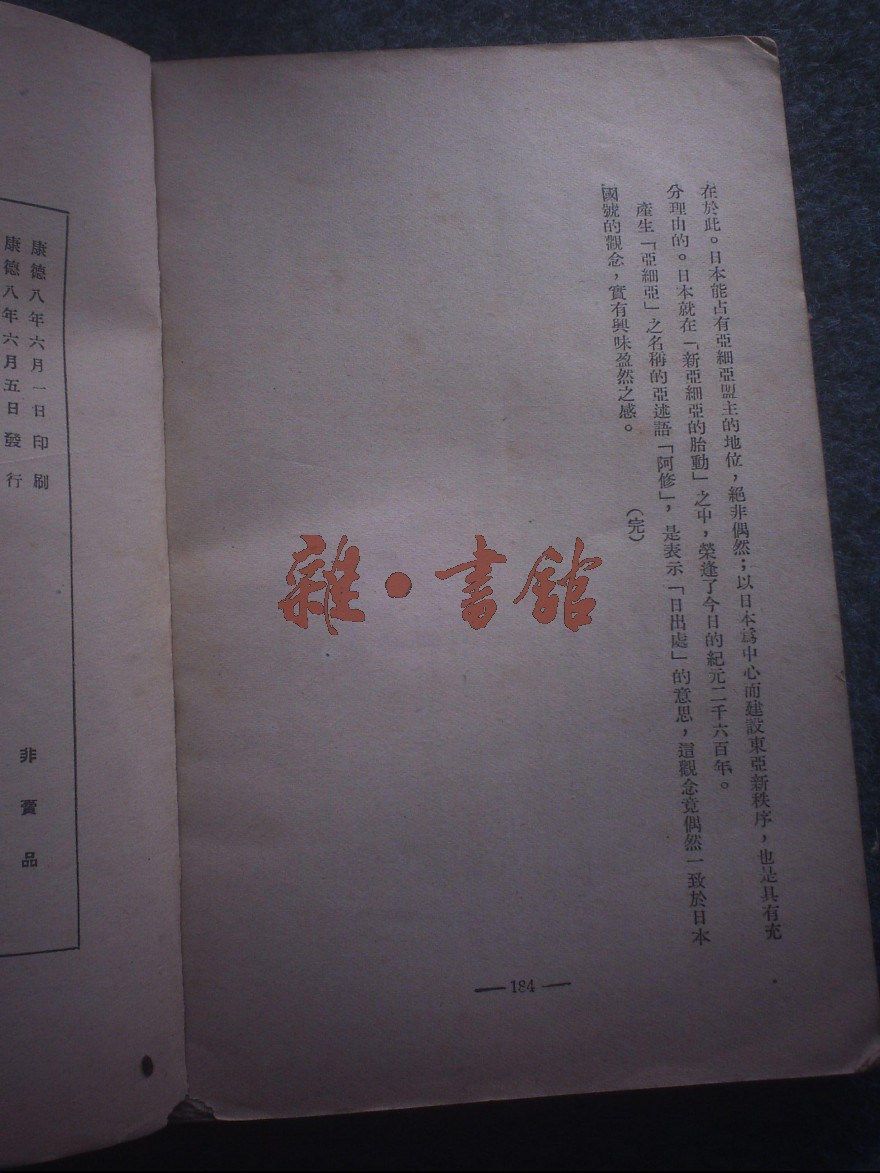 在於此。日本能占有亞細亞盟主的地位，絕非偶然；以日本爲中心而建設東亞新秩序，也是具有充
分理由的。日本就在「新亞細亞的胎動」之中，榮逢了今日的紀元二千六百年。
產生「亞細亞」之名稱的亞述語「阿修」，是表示「日出處」的意思，這觀念竟偶然一致於日本
國號的觀念，實有興味盈然之感。
（完）
— 184 —
康德八年六月一日印刷
康德八年六月五日發行
非賣品
雜·書館